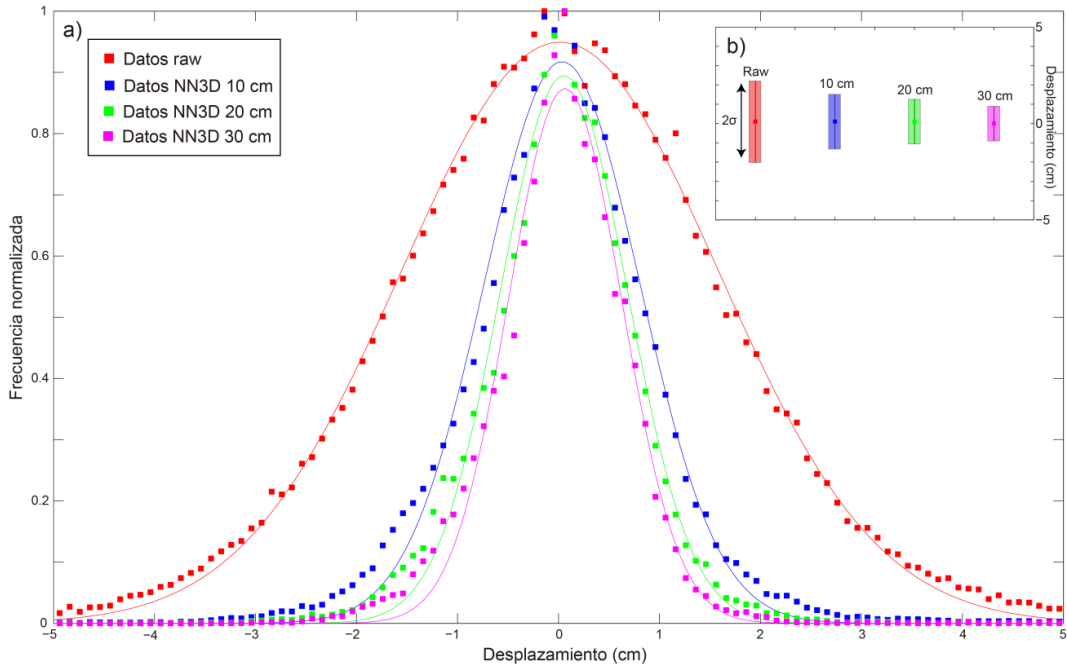 a)
Datos raw
Datos NN3D 10 cm
Datos NN3D 20 cm
Datos NN3D 30 cm
b)
Raw
10 cm
20 cm
30 cm
2σ
5
0
−5
Desplazamiento (cm)
1
0.8
0.6
0.4
0.2
0
Frecuencia normalizada
−5 −4 −3 −2 −1 0 1 2 3 4 5
Desplazamiento (cm)